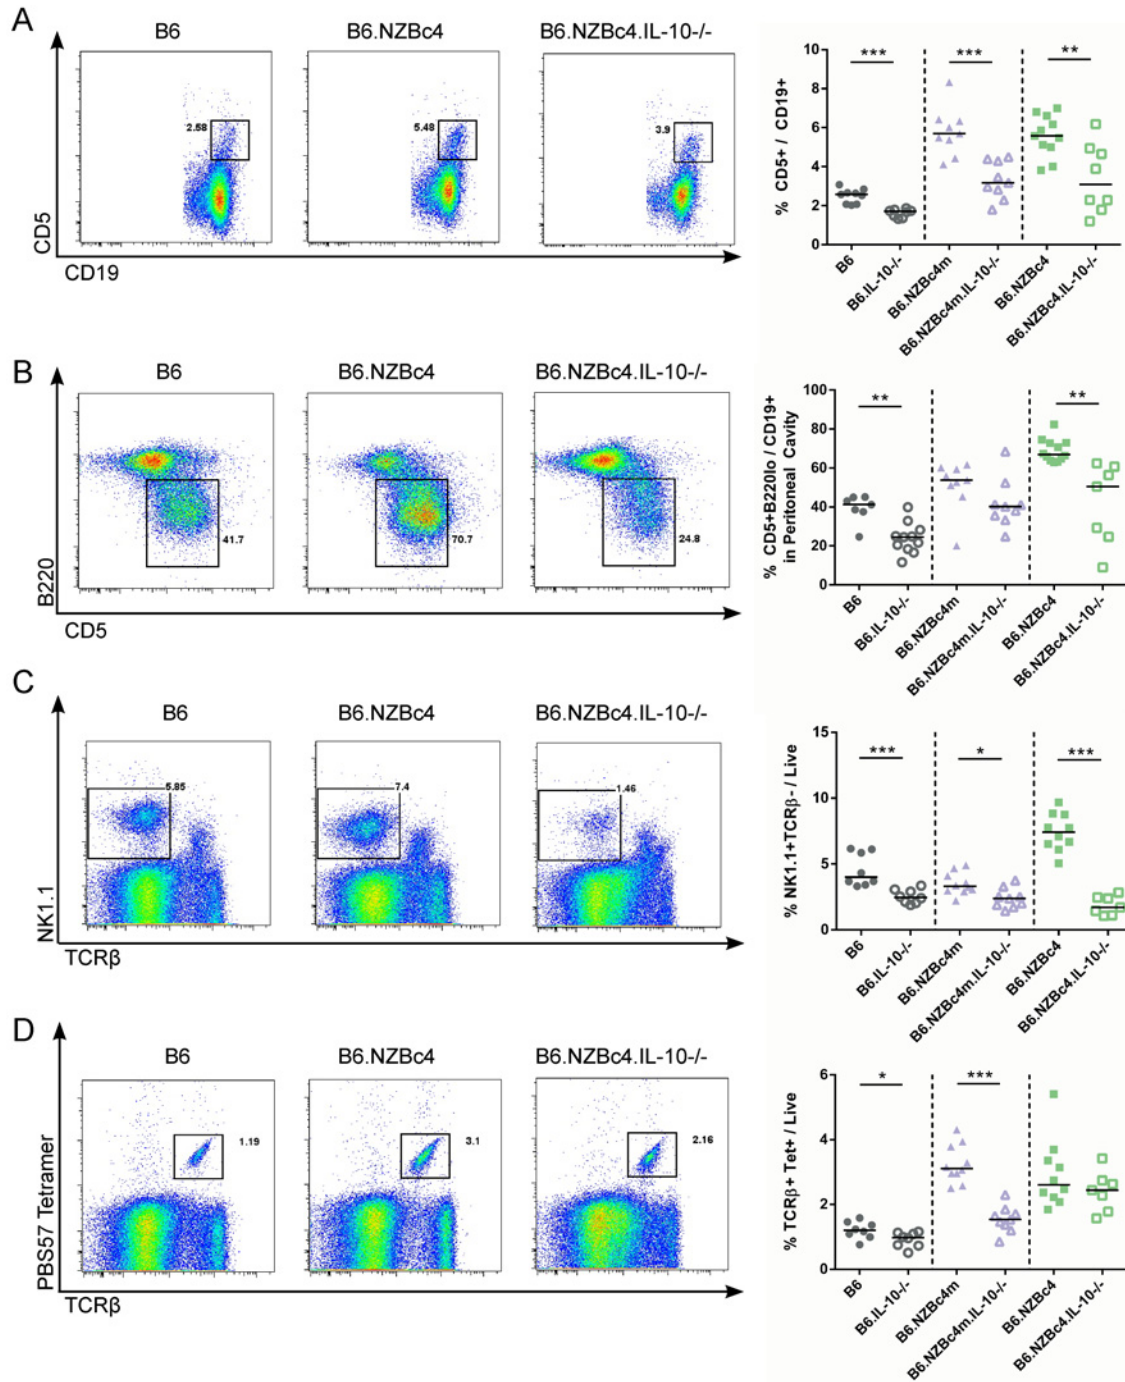 A
B6
B6.NZBc4
B6.NZBc4.IL-10-/-
2.58
5.48
3.9
CD5
CD19
% CD5+ / CD19+
10
8
6
4
2
0
***
***
**
B6
B6.IL-10-/-
B6.NZBc4m
B6.NZBc4m.IL-10-/-
B6.NZBc4
B6.NZBc4.IL-10-/-
B
B6
B6.NZBc4
B6.NZBc4.IL-10-/-
41.7
70.7
24.8
B220
CD5
% CD5+B220lo / CD19+
in Peritoneal Cavity
100
80
60
40
20
0
**
**
B6
B6.IL-10-/-
B6.NZBc4m
B6.NZBc4m.IL-10-/-
B6.NZBc4
B6.NZBc4.IL-10-/-
C
B6
B6.NZBc4
B6.NZBc4.IL-10-/-
5.85
7.4
1.46
NK1.1
TCRβ
% NK1.1+TCRβ- / Live
15
10
5
0
***
*
***
B6
B6.IL-10-/-
B6.NZBc4m
B6.NZBc4m.IL-10-/-
B6.NZBc4
B6.NZBc4.IL-10-/-
D
B6
B6.NZBc4
B6.NZBc4.IL-10-/-
1.19
3.1
2.16
PBS57 Tetramer
TCRβ
% TCRβ+ Tet+ / Live
6
4
2
0
*
***
B6
B6.IL-10-/-
B6.NZBc4m
B6.NZBc4m.IL-10-/-
B6.NZBc4
B6.NZBc4.IL-10-/-